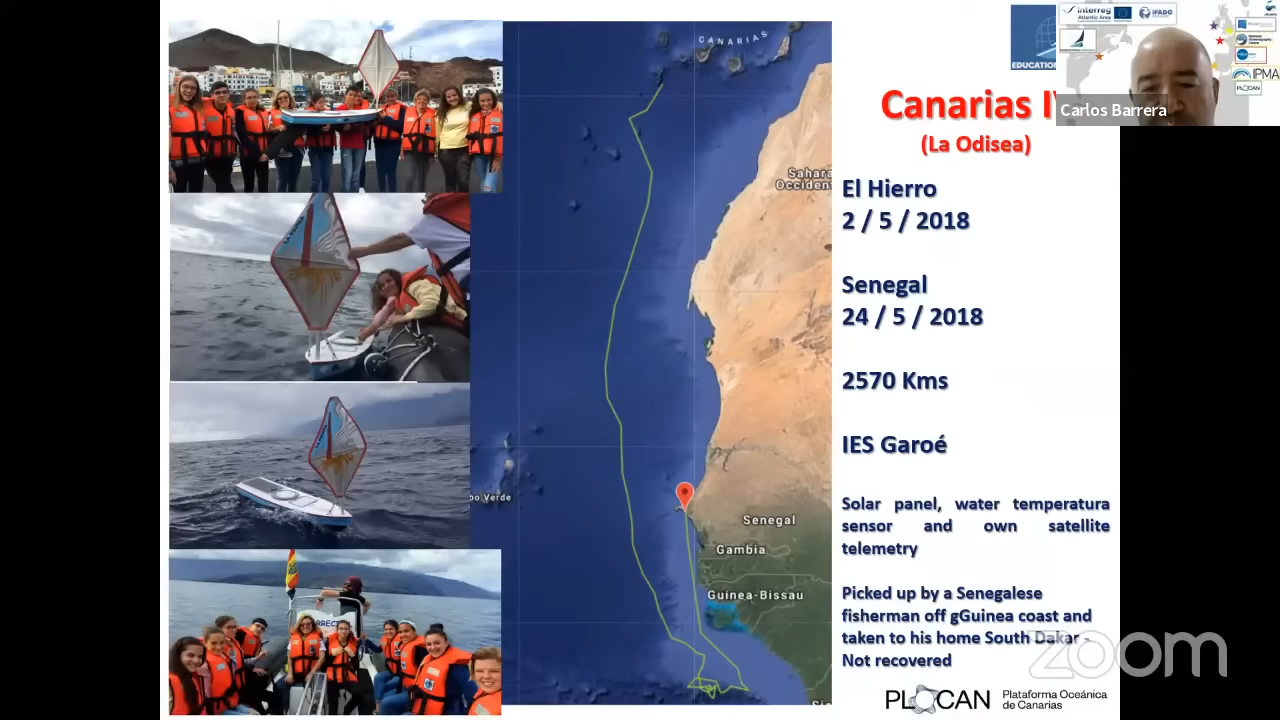 Canarias IV
(La Odisea)
El Hierro
2 / 5 / 2018
Senegal
24 / 5 / 2018
2570 Kms
IES Garoé
Solar panel, water temperatura
sensor and own satellite
telemetry
Picked up by a Senegalese
fisherman off gGuinea coast and
taken to his home South Dakar -
Not recovered
PLOCAN
Plataforma Oceánica
de Canarias
zoom
CANARIAS
Sahara
Occiden
bo Verde
Senegal
Gambia
Guinea-Bissau
EDUCATION
Interreg
Atlantic Area
IFADO
IPMA
PLOCAN
Carlos Barrera